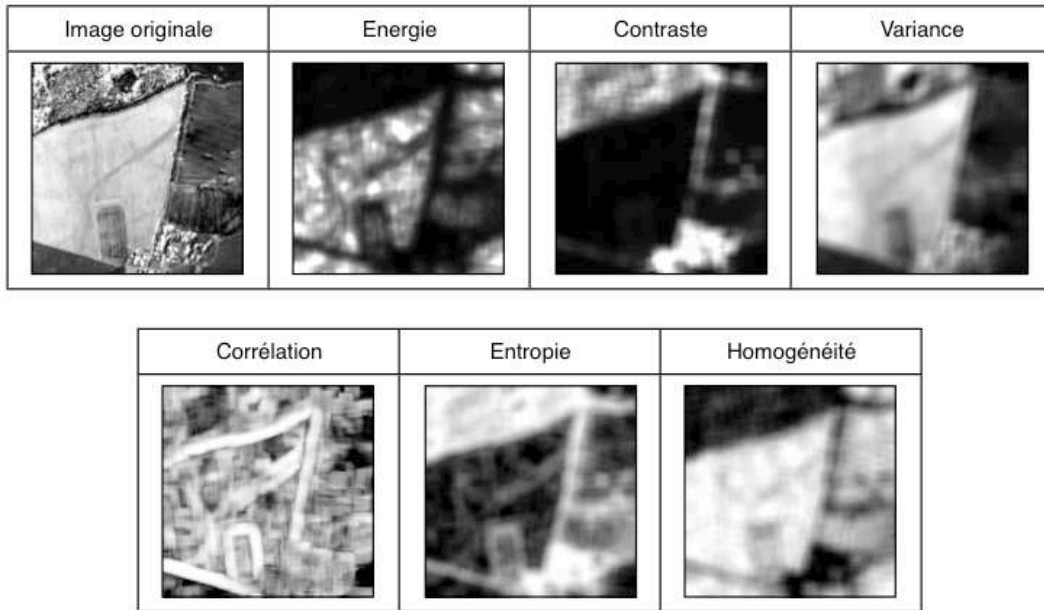 Image originale
Energie
Contraste
Variance
Corrélation
Entropie
Homogénéité